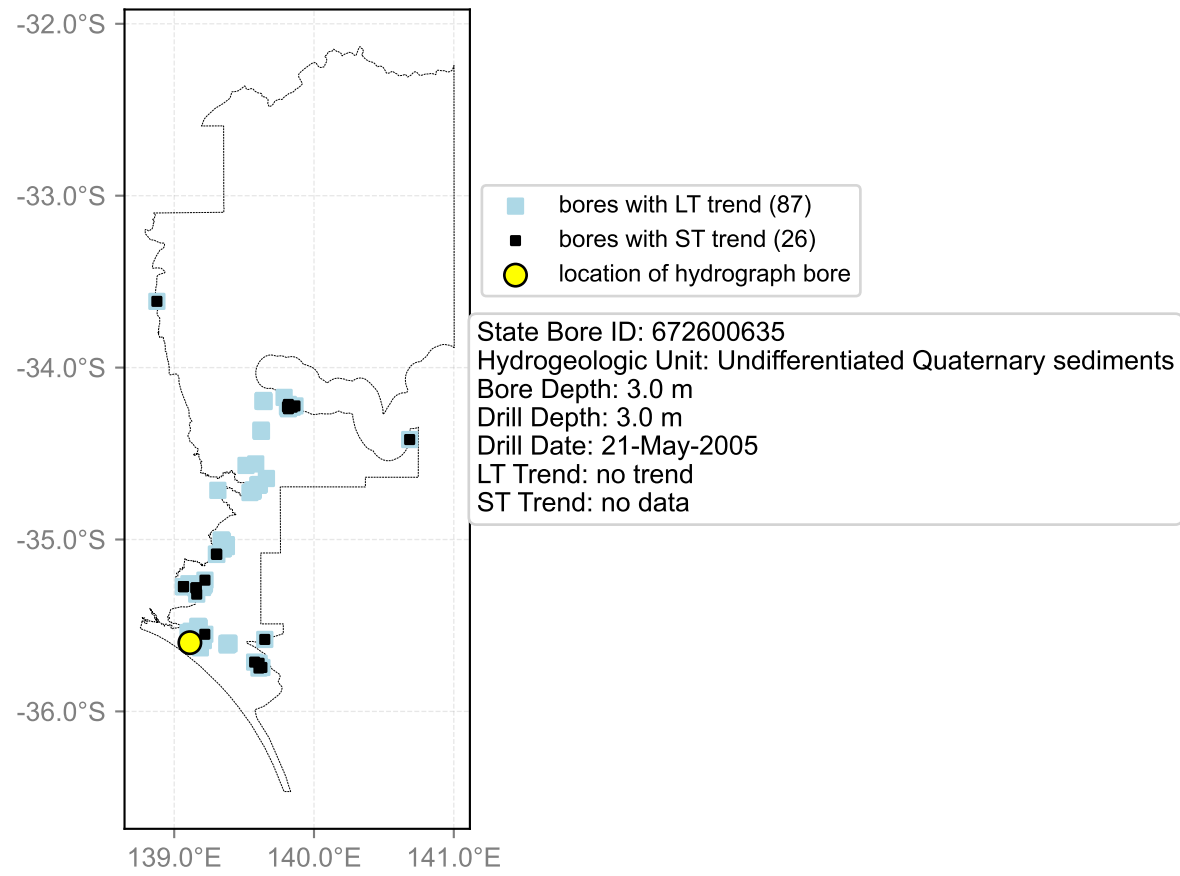 -32.0°S
-33.0°S
-34.0°S
-35.0°S
-36.0°S
139.0°E 140.0°E 141.0°E
bores with LT trend (87)
bores with ST trend (26)
location of hydrograph bore
State Bore ID: 672600635
Hydrogeologic Unit: Undifferentiated Quaternary sediments
Bore Depth: 3.0 m
Drill Depth: 3.0 m
Drill Date: 21-May-2005
LT Trend: no trend
ST Trend: no data